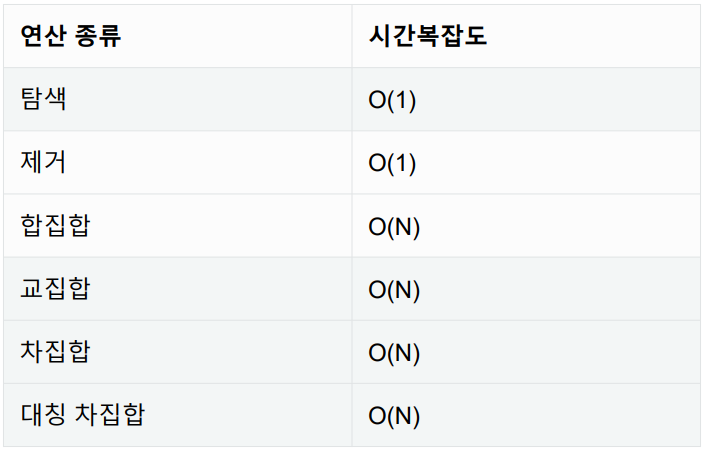 연산 종류 시간복잡도
탐색 O(1)
제거 O(1)
합집합 O(N)
교집합 O(N)
차집합 O(N)
대칭 차집합 O(N)